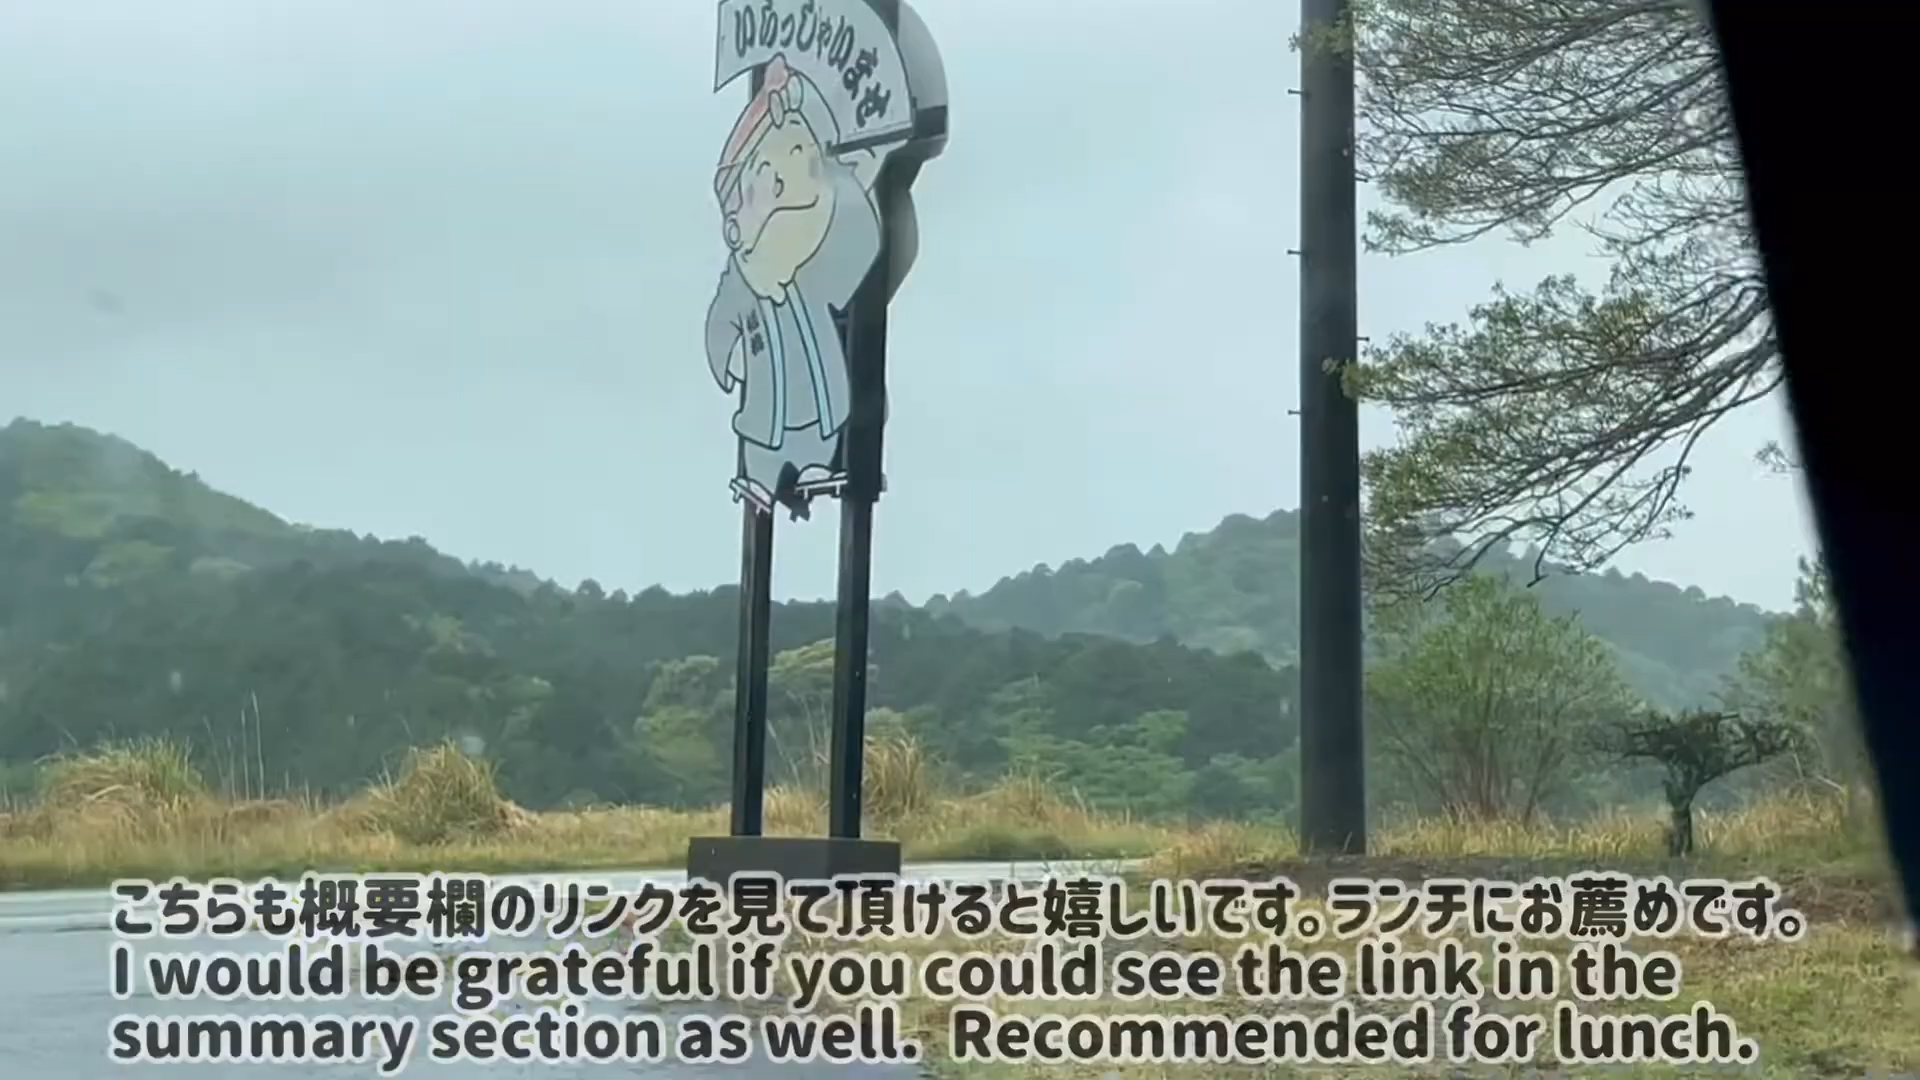 いらっしゃいませ
こちらも概要欄のリンクを見て頂けると嬉しいです。ランチにお薦めです。
I would be grateful if you could see the link in the
summary section as well.  Recommended for lunch.